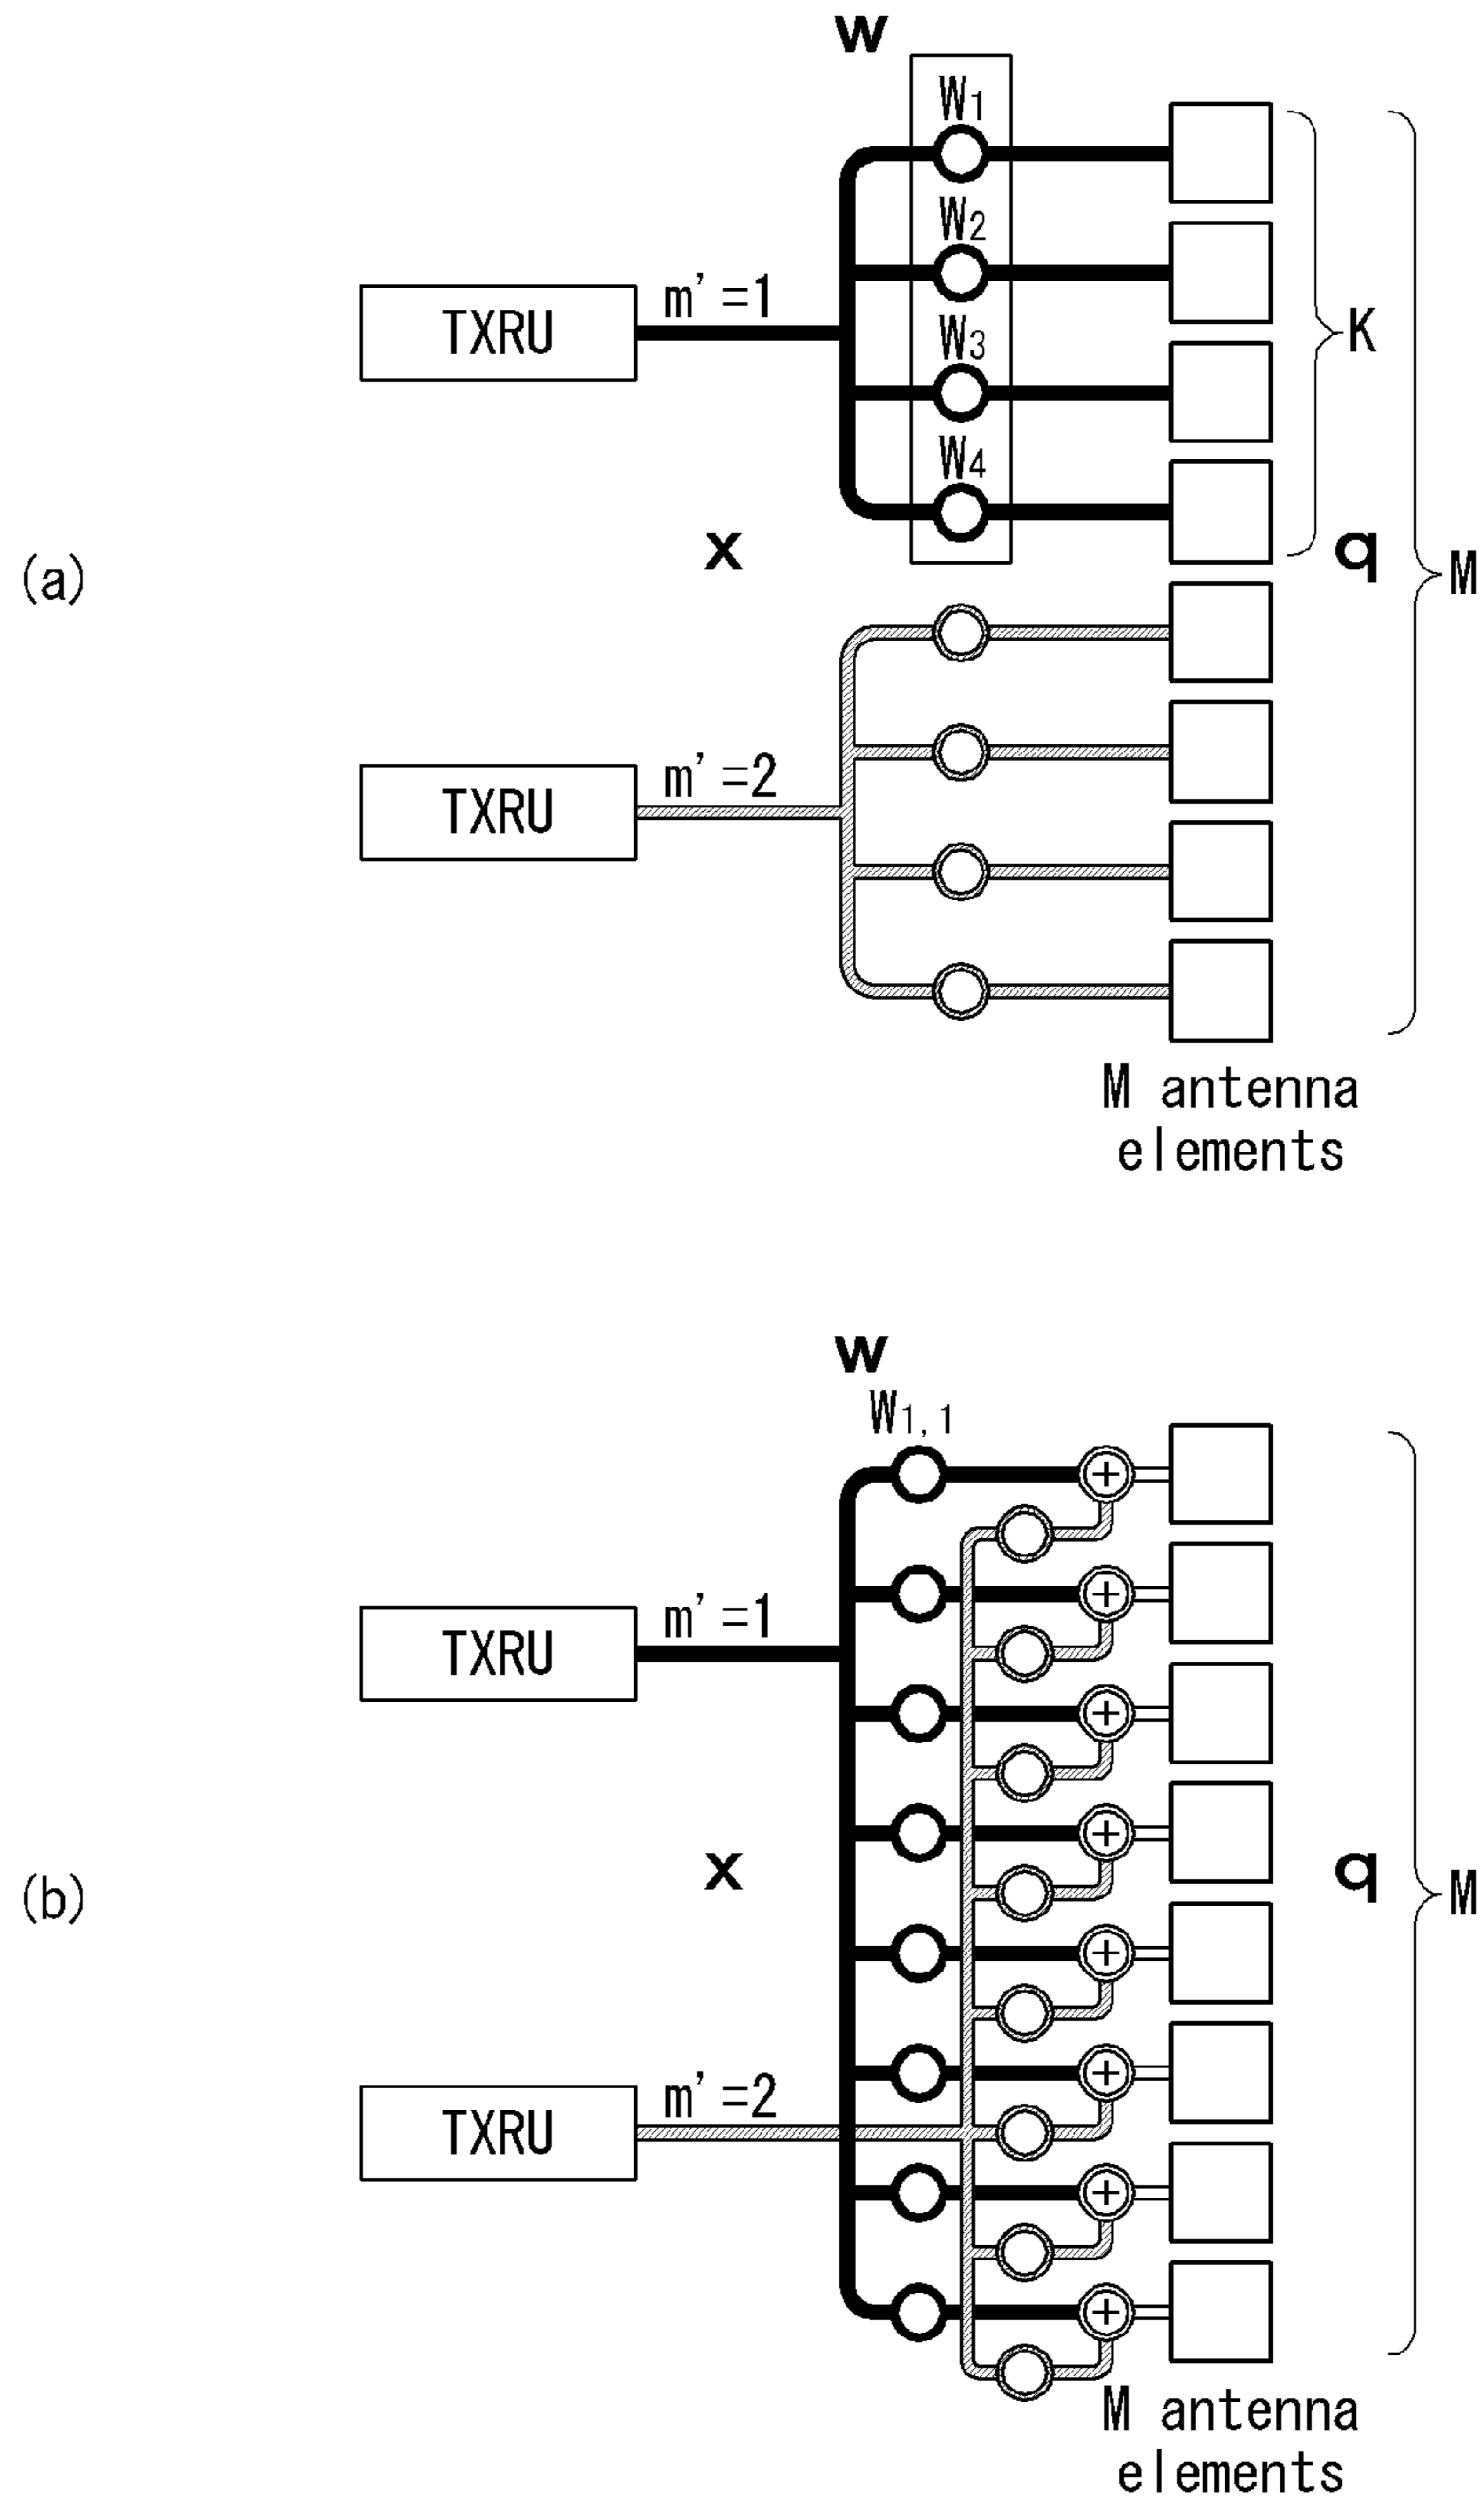 w
W1
W2
m'=1
TXRU
W3
K
W4
x
q
(a)
M
m'=2
TXRU
M antenna
elements
w
W1,1
m'=1
TXRU
x
q
(b)
M
m'=2
TXRU
M antenna
elements